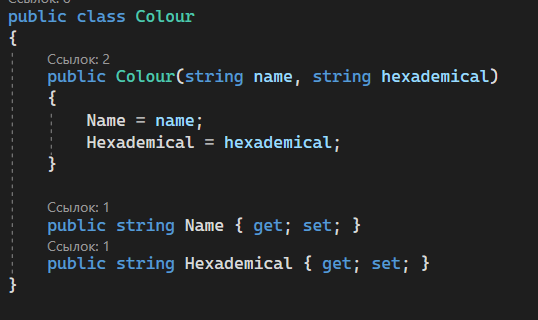 Ссылок: 6
public class Colour
{
Ссылок: 2
public Colour(string name, string hexademical)
{
Name = name;
Hexademical = hexademical;
}
Ссылок: 1
public string Name { get; set; }
Ссылок: 1
public string Hexademical { get; set; }
}